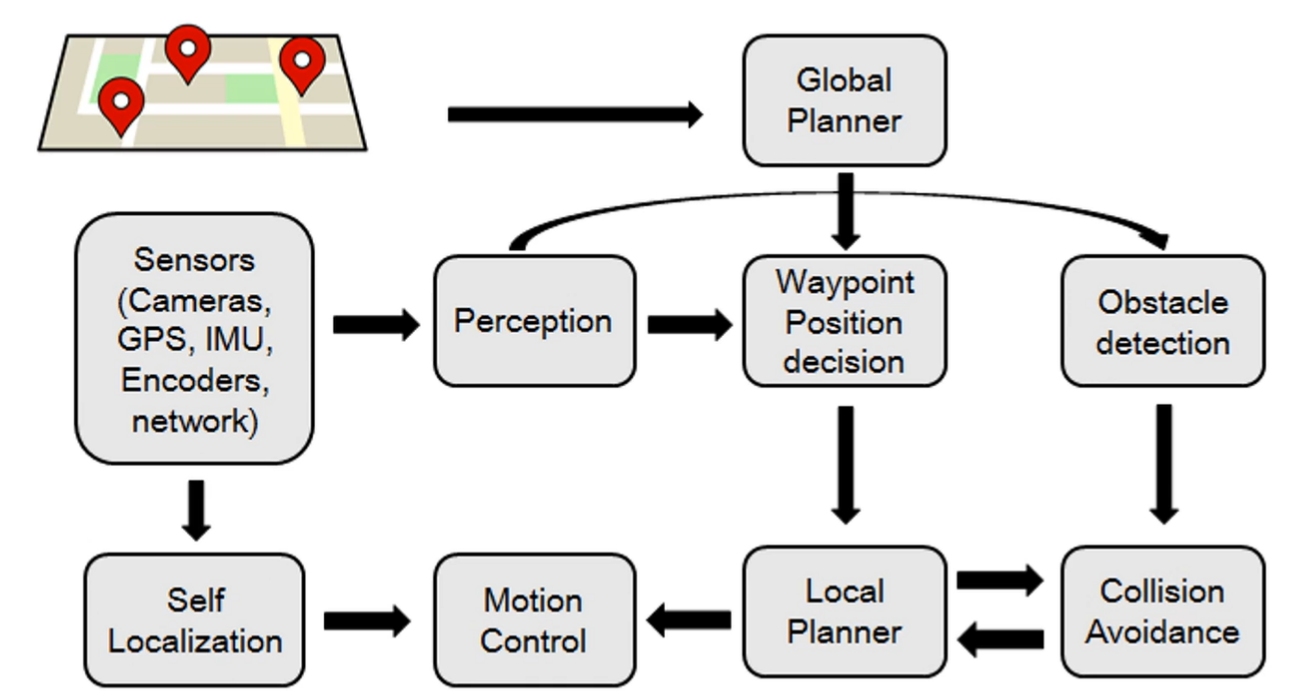 Global
Planner
Sensors
(Cameras,
GPS, IMU,
Encoders,
network)
Perception
Waypoint
Position
decision
Obstacle
detection
Self
Localization
Motion
Control
Local
Planner
Collision
Avoidance